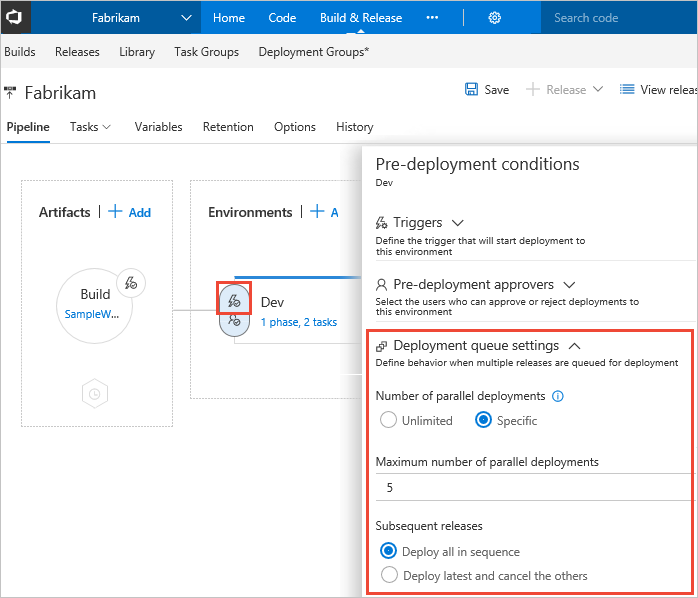 Fabrikam Home Code Build & Release ••• Search code
Builds Releases Library Task Groups Deployment Groups*
Fabrikam Save Release View relea
Pipeline Tasks Variables Retention Options History
Artifacts | + Add
Environments | + A
Build
SampleW...
Dev
1 phase, 2 tasks
Pre-deployment conditions
Dev
Triggers
Define the trigger that will start deployment to
this environment
Pre-deployment approvers
Select the users who can approve or reject deployments to
this environment
Deployment queue settings
Define behavior when multiple releases are queued for deployment
Number of parallel deployments
Unlimited Specific
Maximum number of parallel deployments
5
Subsequent releases
Deploy all in sequence
Deploy latest and cancel the others